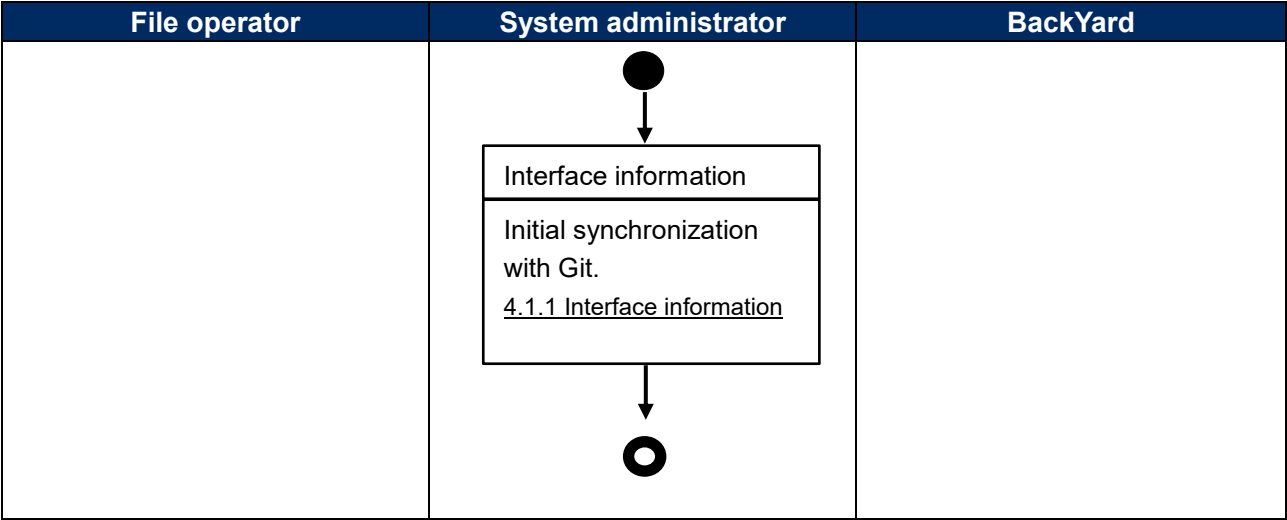 File operator
System administrator
BackYard
Interface information
Initial synchronization
with Git.
4.1.1 Interface information